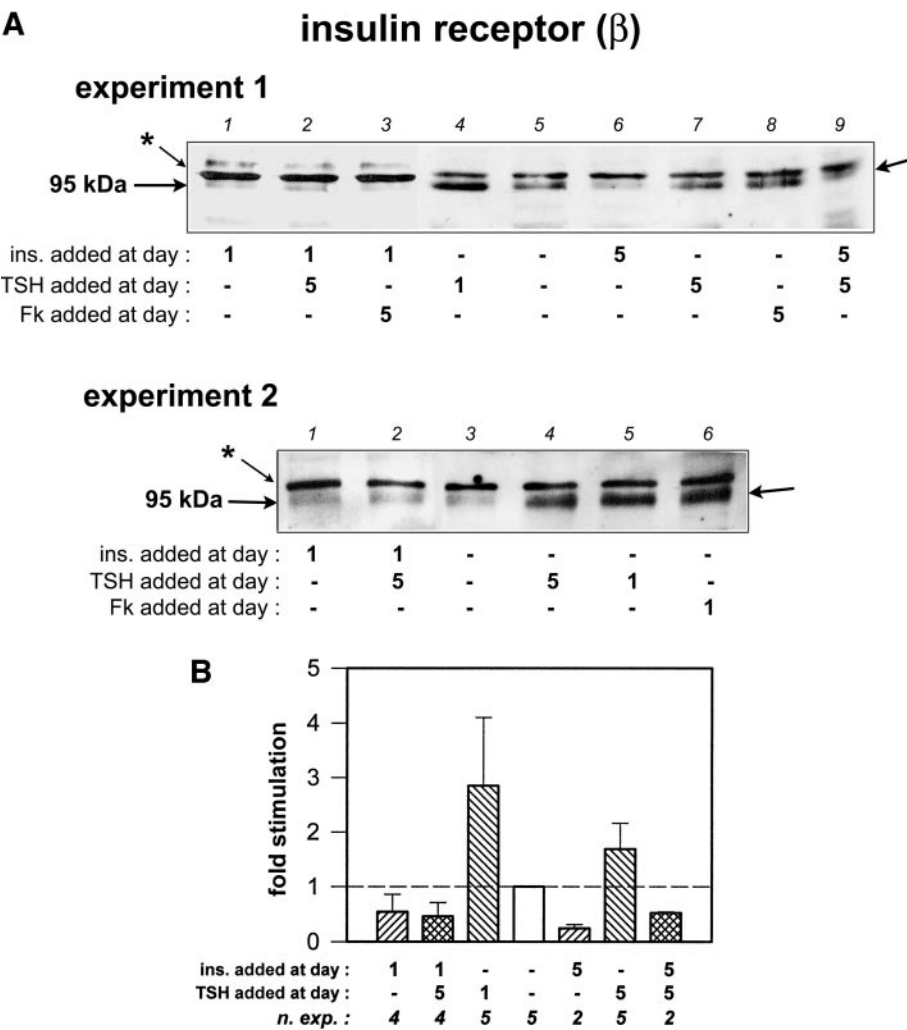 A
insulin receptor (β)
experiment 1
1 2 3 4 5 6 7 8 9
*
95 kDa
ins. added at day : 1 1 1 - - 5 - - 5
TSH added at day : - 5 - 1 - - 5 - 5
Fk added at day : - - 5 - - - - 5 -
experiment 2
1 2 3 4 5 6
*
95 kDa
ins. added at day : 1 1 - - - -
TSH added at day : - 5 - 5 1 -
Fk added at day : - - - - - 1
B
5
4
3
2
1
0
fold stimulation
ins. added at day : 1 1 - - 5 - 5
TSH added at day : - 5 1 - - 5 5
n. exp. : 4 4 5 5 2 5 2